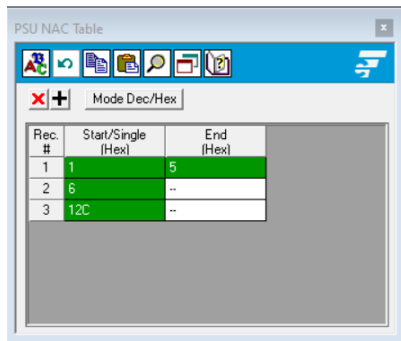 PSU NAC Table
Mode Dec/Hex
Rec. # Start/Single (Hex) End (Hex)
1 1 5
2 6 --
3 12C --